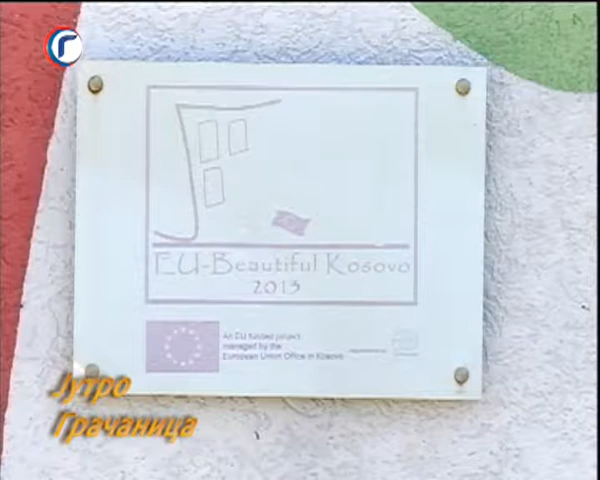 EU-Beautiful Kosovo
2013
An EU funded project
managed by the
European Union Office in Kosovo
Јутро
Грачаница